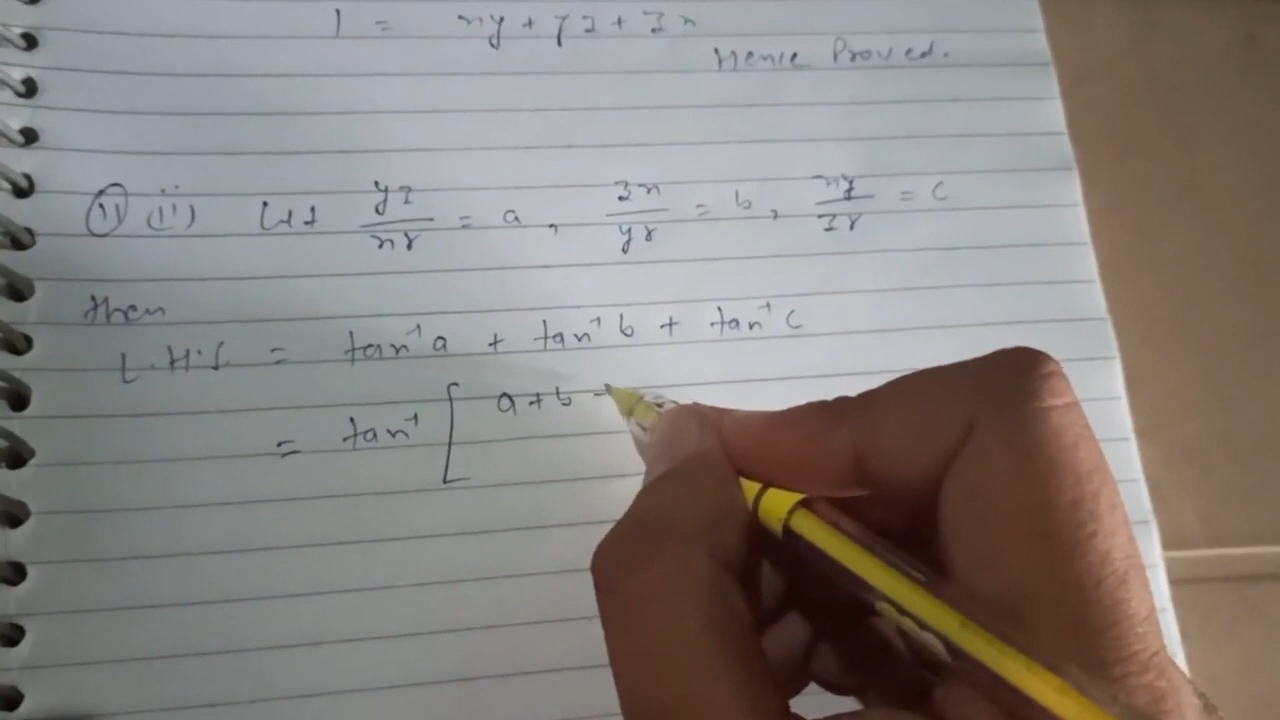 1 = xy + yz + zx
Hence Proved.
11 (ii) Let yz/xr = a, zx/yr = b, xy/zr = c
then
L.H.S. = tan⁻¹a + tan⁻¹b + tan⁻¹c
= tan⁻¹ [ a+b